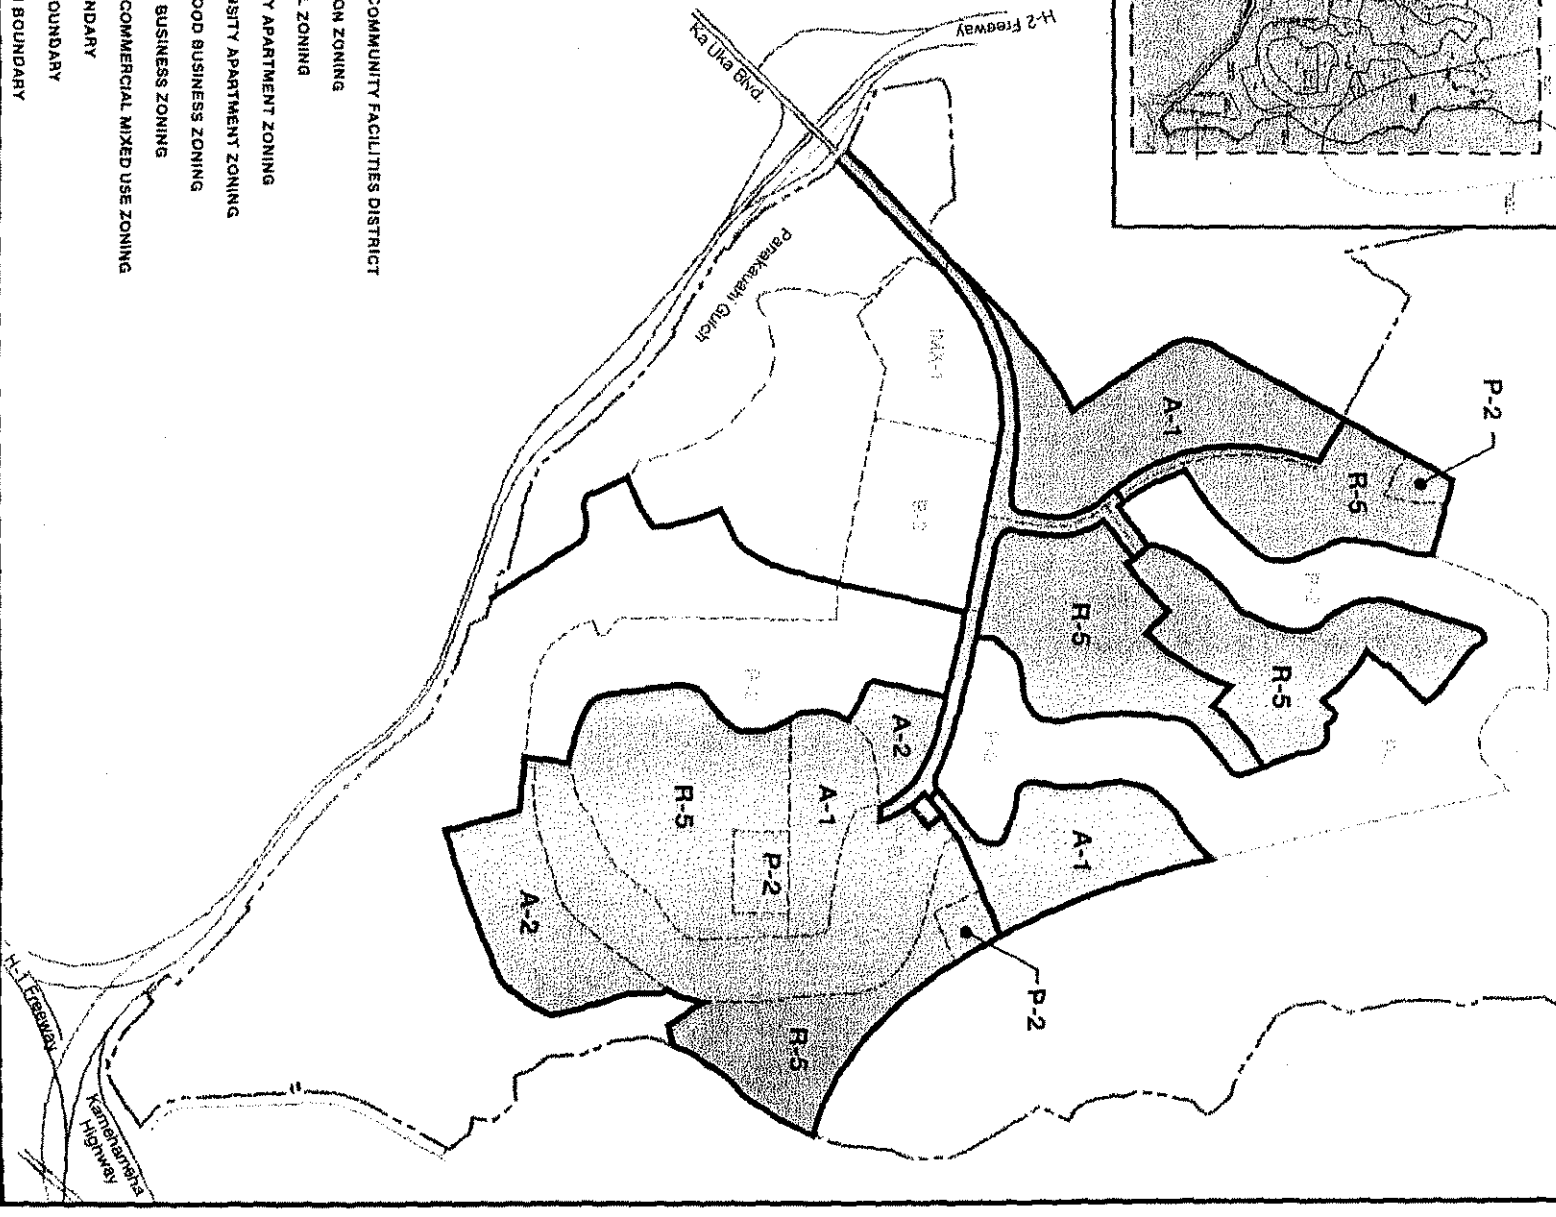 COMMUNITY FACILITIES DISTRICT
ON ZONING
ZONING
APARTMENT ZONING
SITY APARTMENT ZONING
OOD BUSINESS ZONING
BUSINESS ZONING
COMMERCIAL MIXED USE ZONING
NDARY
OUNDARY
BOUNDARY
H-2 Freeway
Ka Uka Blvd.
Panakauahi Gulch
P-2
A-1
R-5
R-5
R-5
A-2
A-1
R-5
P-2
A-1
A-2
P-2
R-5
H-1 Freeway
Kamehameha
Highway